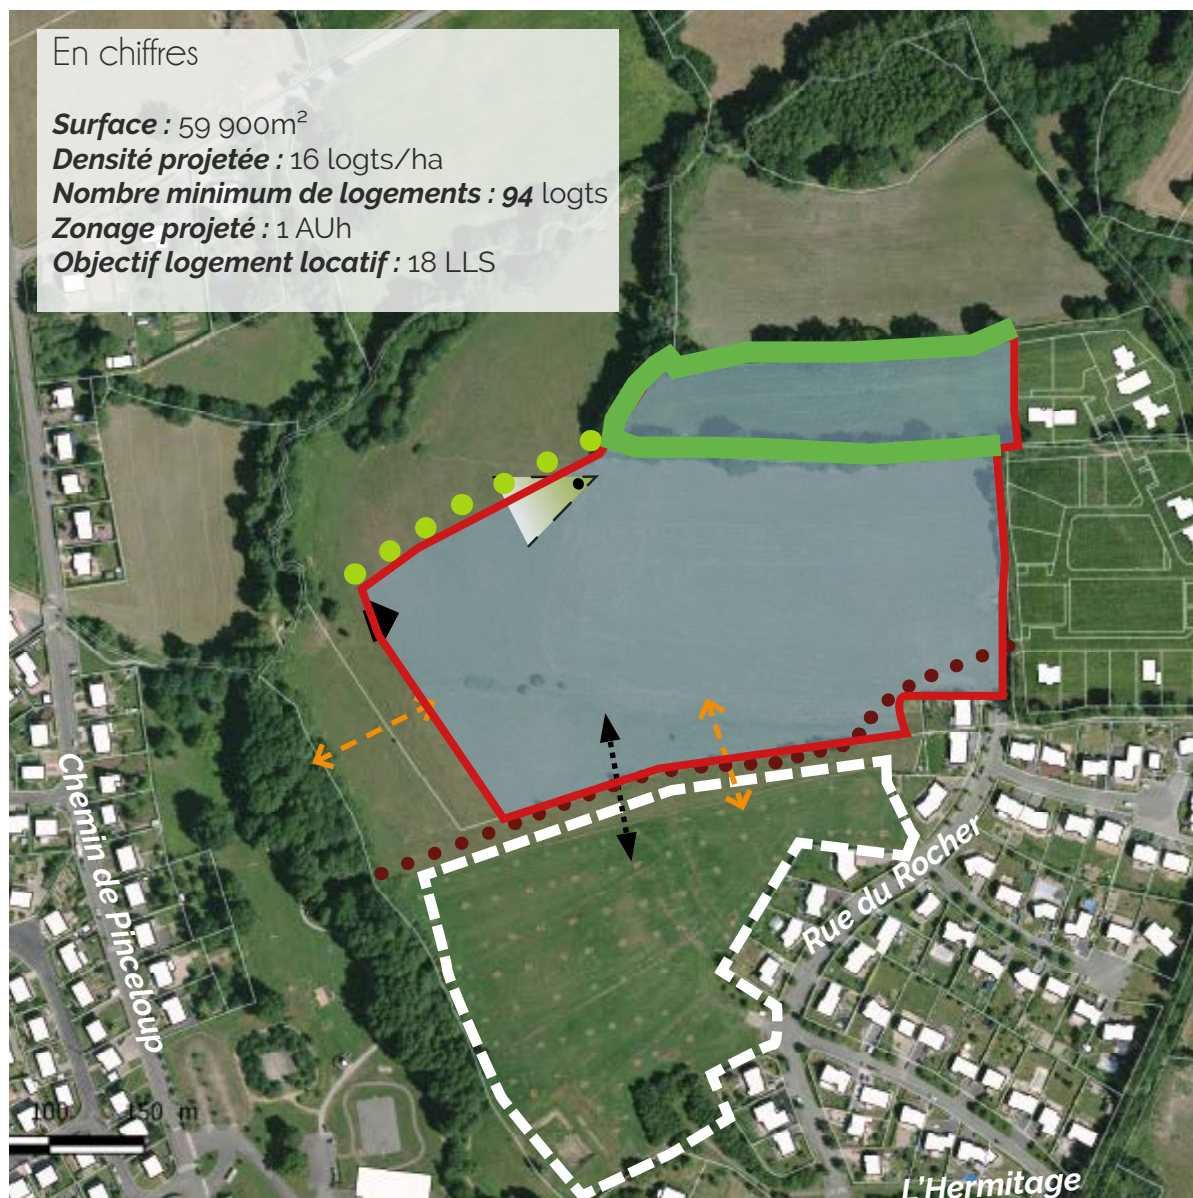 En chiffres
Surface : 59 900m²
Densité projetée : 16 logts/ha
Nombre minimum de logements : 94 logts
Zonage projeté : 1 AUh
Objectif logement locatif : 18 LLS
Chemin de Pinceloup
Rue du Rocher
100 150 m
L'Hermitage